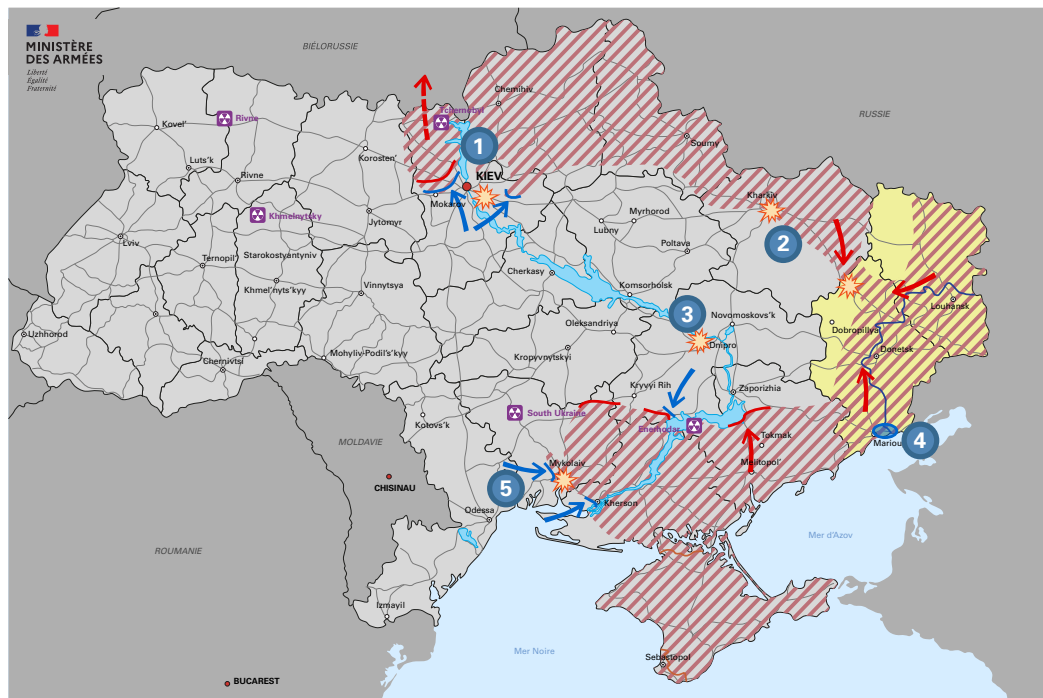 MINISTÈRE
DES ARMÉES
Liberté
Égalité
Fraternité
BIÉLORUSSIE
RUSSIE
Tchernobyl
Chernihiv
Rivne
Kovel'
Soumy
1
Korosten'
Luts'k
KIEV
Rivne
Kharkiv
Mokarov
Khmelnytsky
Myrhorod
Jytomyr
Lubny
2
Lviv
Poltava
Starokostyantyniv
Ternopil'
Cherkasy
Khmel'nyts'kyy
Vinnytsya
Komsorholsk
Louhansk
3
Novomoskovs'k
Oleksandriya
Dobropillya
Uzhhorod
Dnipro
Mohyliv-Podil's'kyy
Kropyvnytskyi
Donetsk
Chernivtsi
Kryvyi Rih
Zaporizhia
South Ukraine
Kotovs'k
Enerhodar
Tokmak
MOLDAVIE
Mariou
4
Mykolaiv
Melitopol'
CHISINAU
5
Kherson
Odessa
Mer d'Azov
ROUMANIE
Izmayil
Mer Noire
Sebastopol
BUCAREST